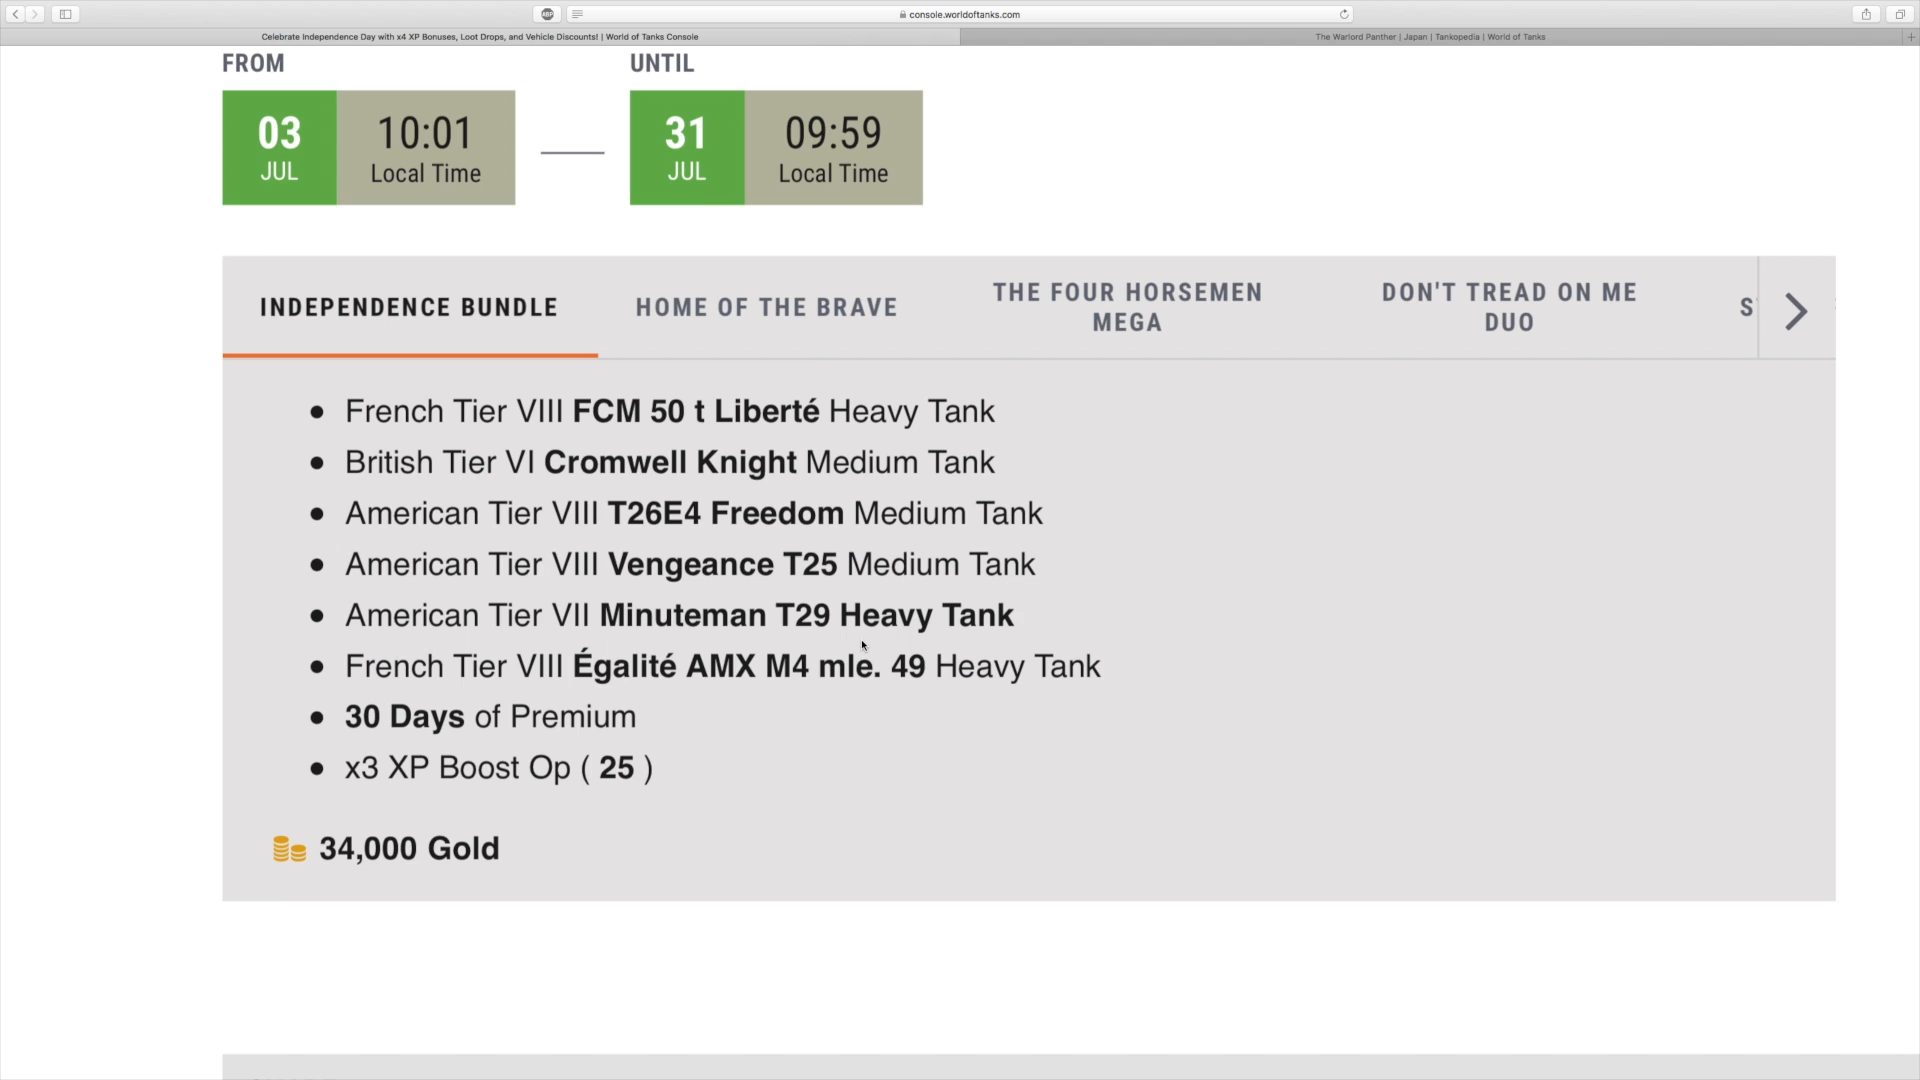 console.worldoftanks.com
Celebrate Independence Day with x4 XP Bonuses, Loot Drops, and Vehicle Discounts! | World of Tanks Console
The Warlord Panther | Japan | Tankopedia | World of Tanks
FROM
UNTIL
03
JUL
10:01
Local Time
31
JUL
09:59
Local Time
INDEPENDENCE BUNDLE
HOME OF THE BRAVE
THE FOUR HORSEMEN
MEGA
DON'T TREAD ON ME
DUO
S
• French Tier VIII FCM 50 t Liberté Heavy Tank
• British Tier VI Cromwell Knight Medium Tank
• American Tier VIII T26E4 Freedom Medium Tank
• American Tier VIII Vengeance T25 Medium Tank
• American Tier VII Minuteman T29 Heavy Tank
• French Tier VIII Égalité AMX M4 mle. 49 Heavy Tank
• 30 Days of Premium
• x3 XP Boost Op ( 25 )
34,000 Gold